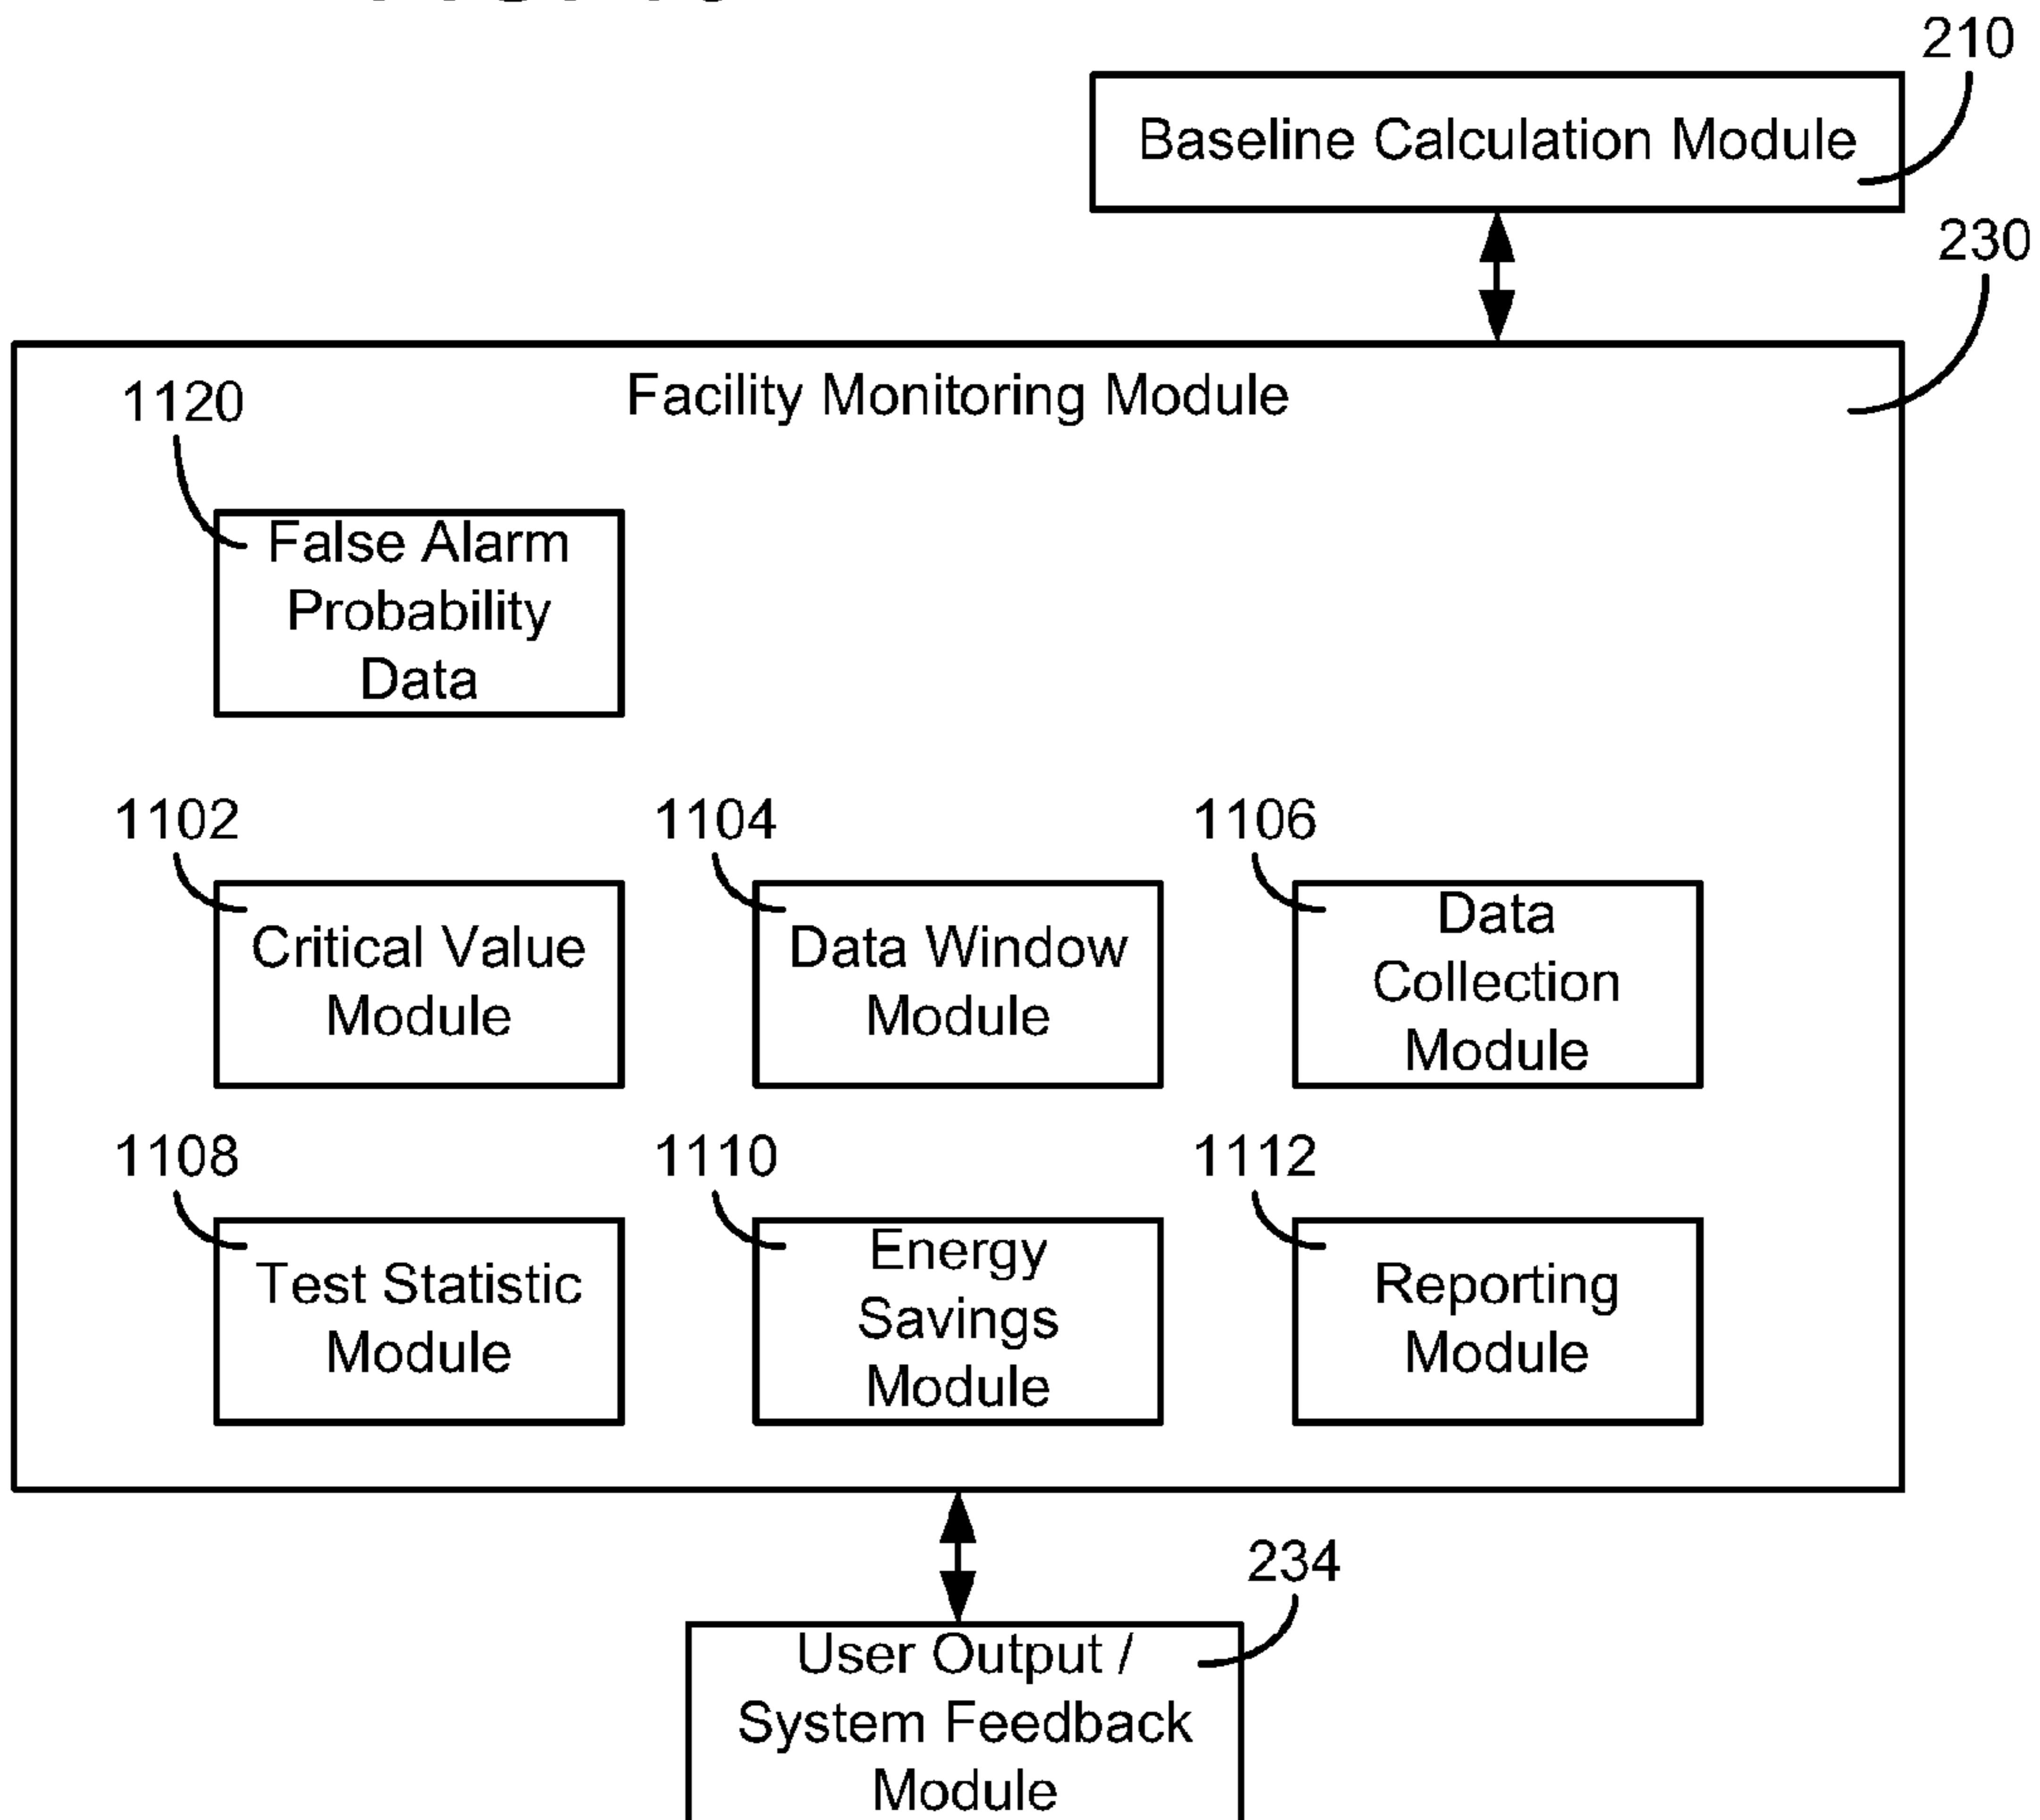 210
Baseline Calculation Module
230
Facility Monitoring Module
1120
False Alarm
Probability
Data
1102
Critical Value
Module
1104
Data Window
Module
1106
Data
Collection
Module
1108
Test Statistic
Module
1110
Energy
Savings
Module
1112
Reporting
Module
234
User Output /
System Feedback
Module